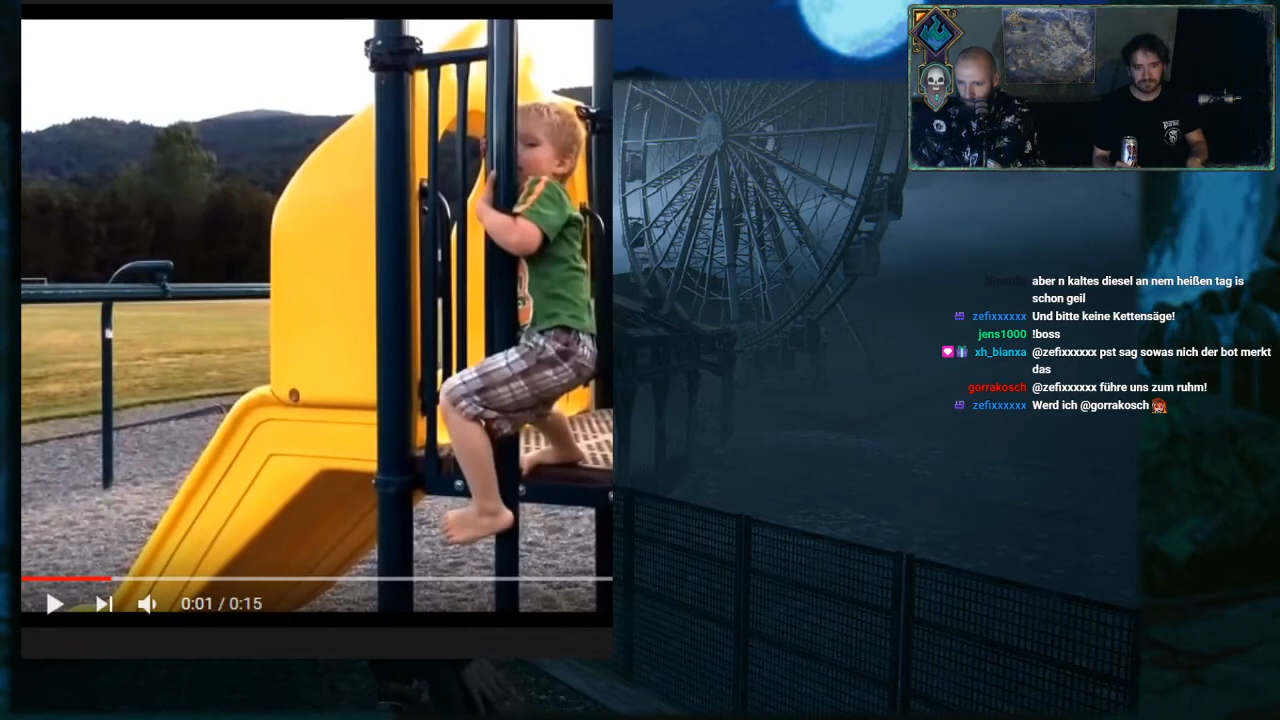 aber n kaltes diesel an nem heißen tag is
schon geil
zefixxxxxx Und bitte keine Kettensäge!
jens1000 !boss
xh_bianxa @zefixxxxxx pst sag sowas nich der bot merkt
das
gorrakosch @zefixxxxxx führe uns zum ruhm!
zefixxxxxx Werd ich @gorrakosch
0:01 / 0:15